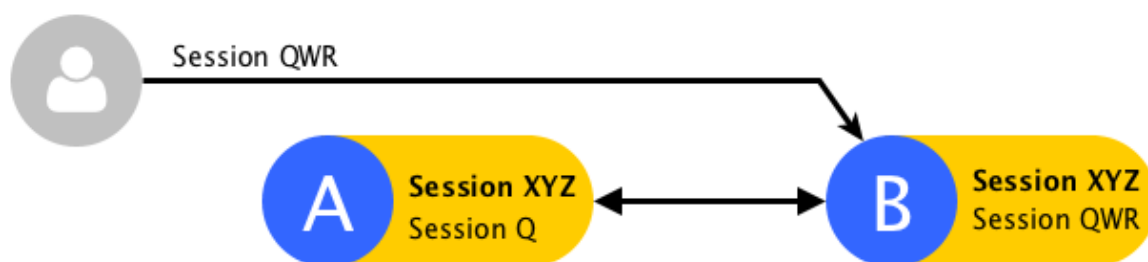 Session QWR
A
Session XYZ
Session Q
B
Session XYZ
Session QWR